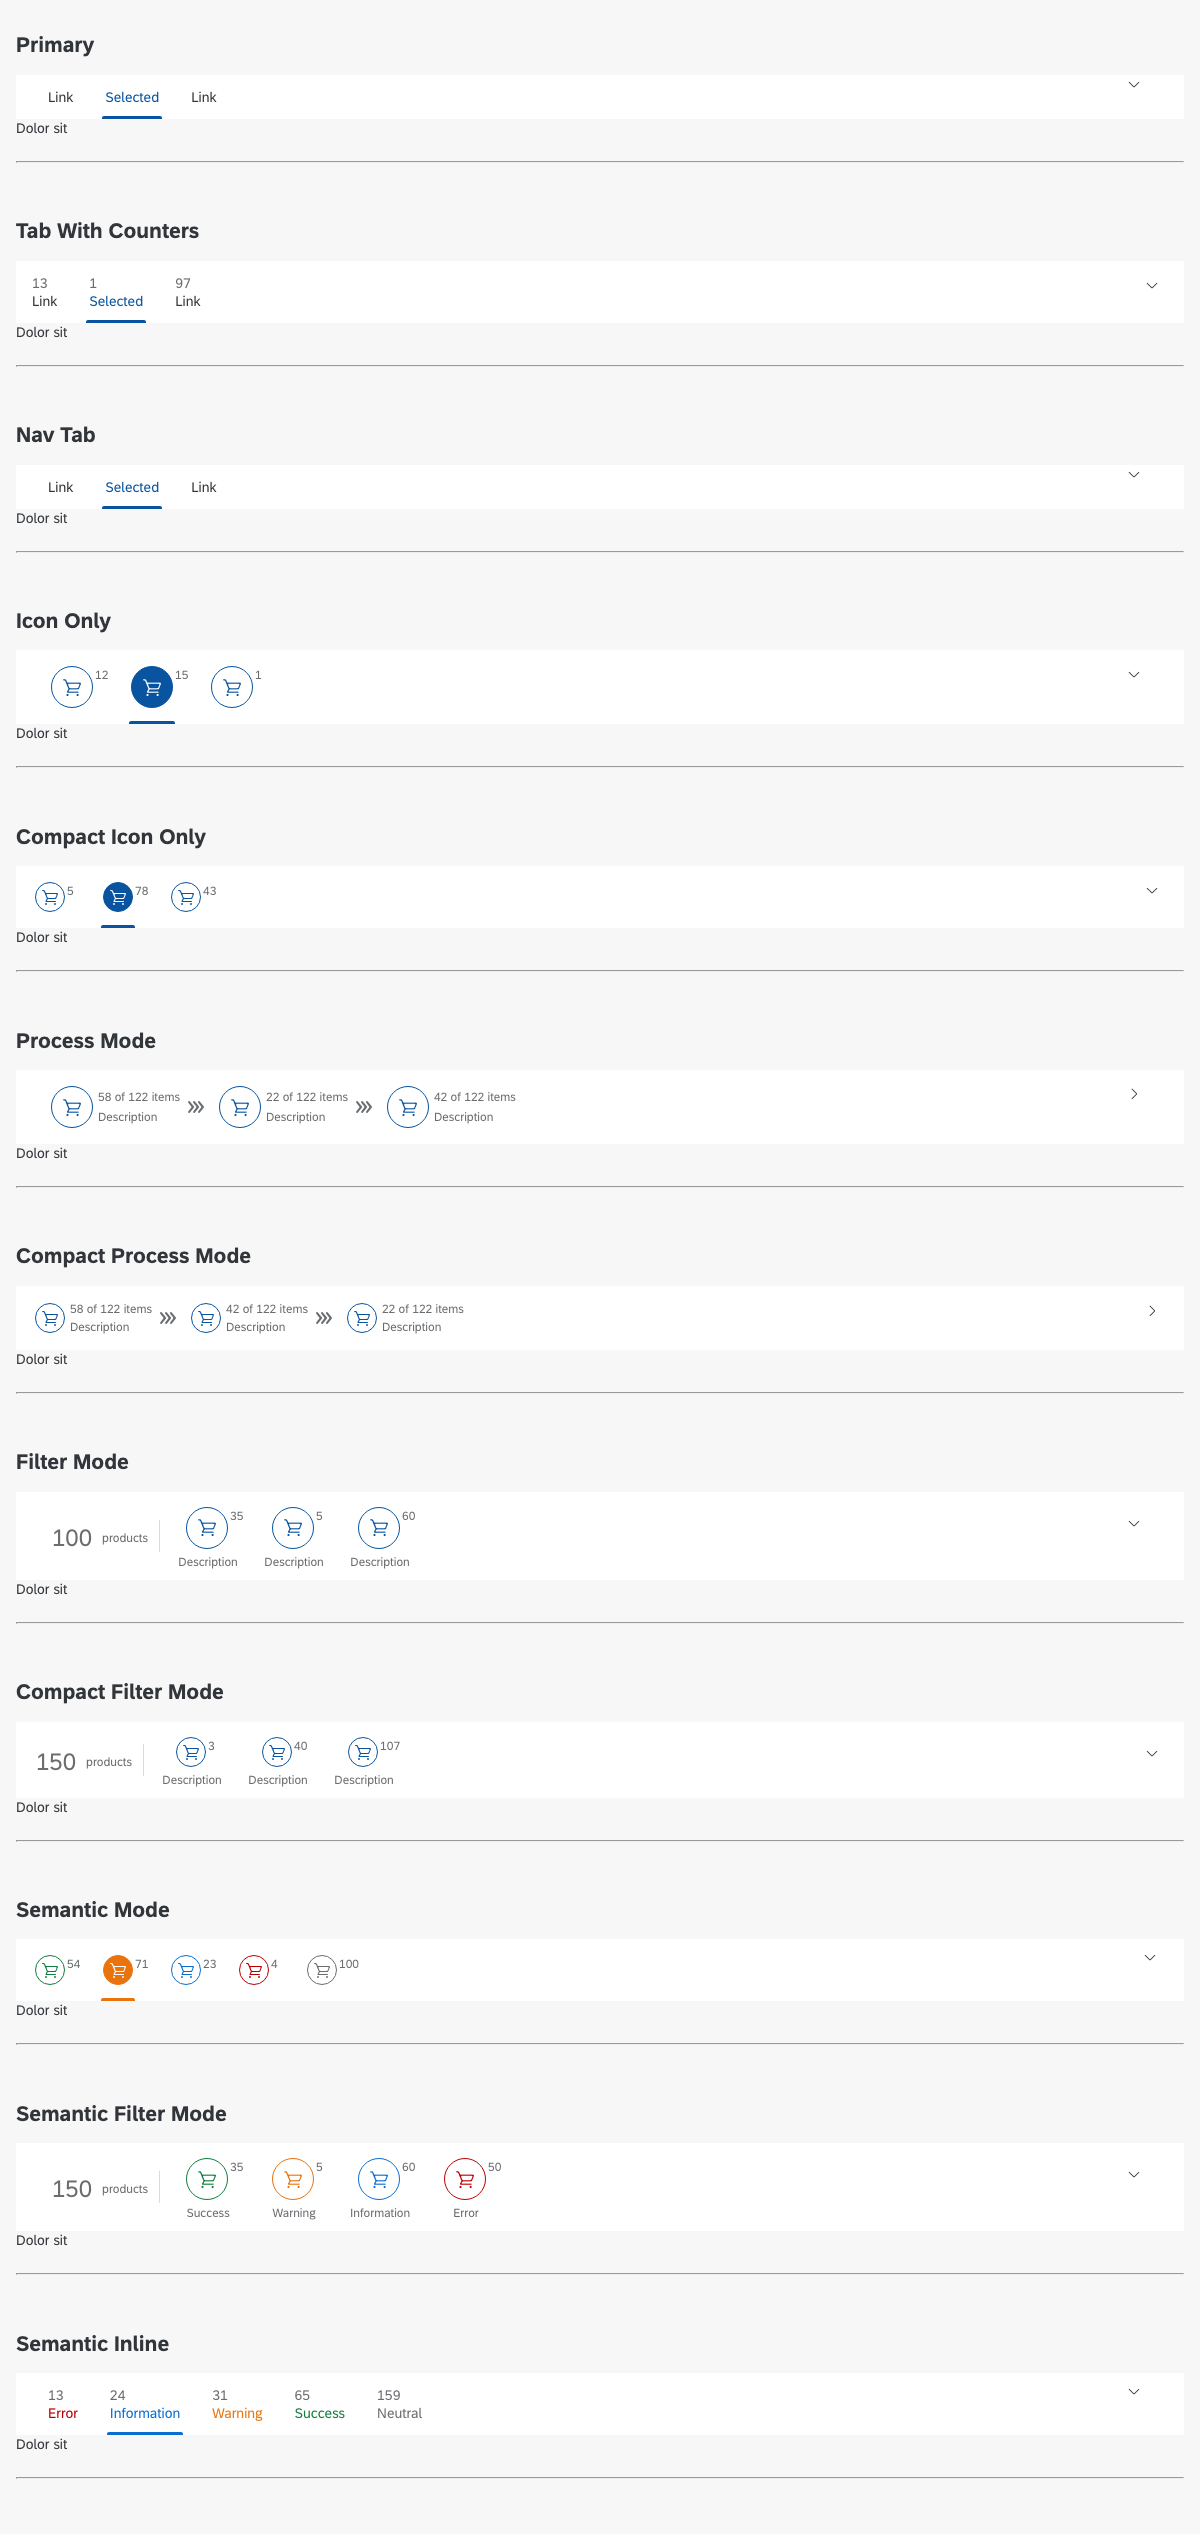 Primary
Link Selected Link
Dolor sit
Tab With Counters
13 1 97
Link Selected Link
Dolor sit
Nav Tab
Link Selected Link
Dolor sit
Icon Only
12 15 1
Dolor sit
Compact Icon Only
5 78 43
Dolor sit
Process Mode
58 of 122 items 22 of 122 items 42 of 122 items
Description Description Description
Dolor sit
Compact Process Mode
58 of 122 items 42 of 122 items 22 of 122 items
Description Description Description
Dolor sit
Filter Mode
35 5 60
100 products
Description Description Description
Dolor sit
Compact Filter Mode
3 40 107
150 products
Description Description Description
Dolor sit
Semantic Mode
54 71 23 4 100
Dolor sit
Semantic Filter Mode
35 5 60 50
150 products
Success Warning Information Error
Dolor sit
Semantic Inline
13 24 31 65 159
Error Information Warning Success Neutral
Dolor sit